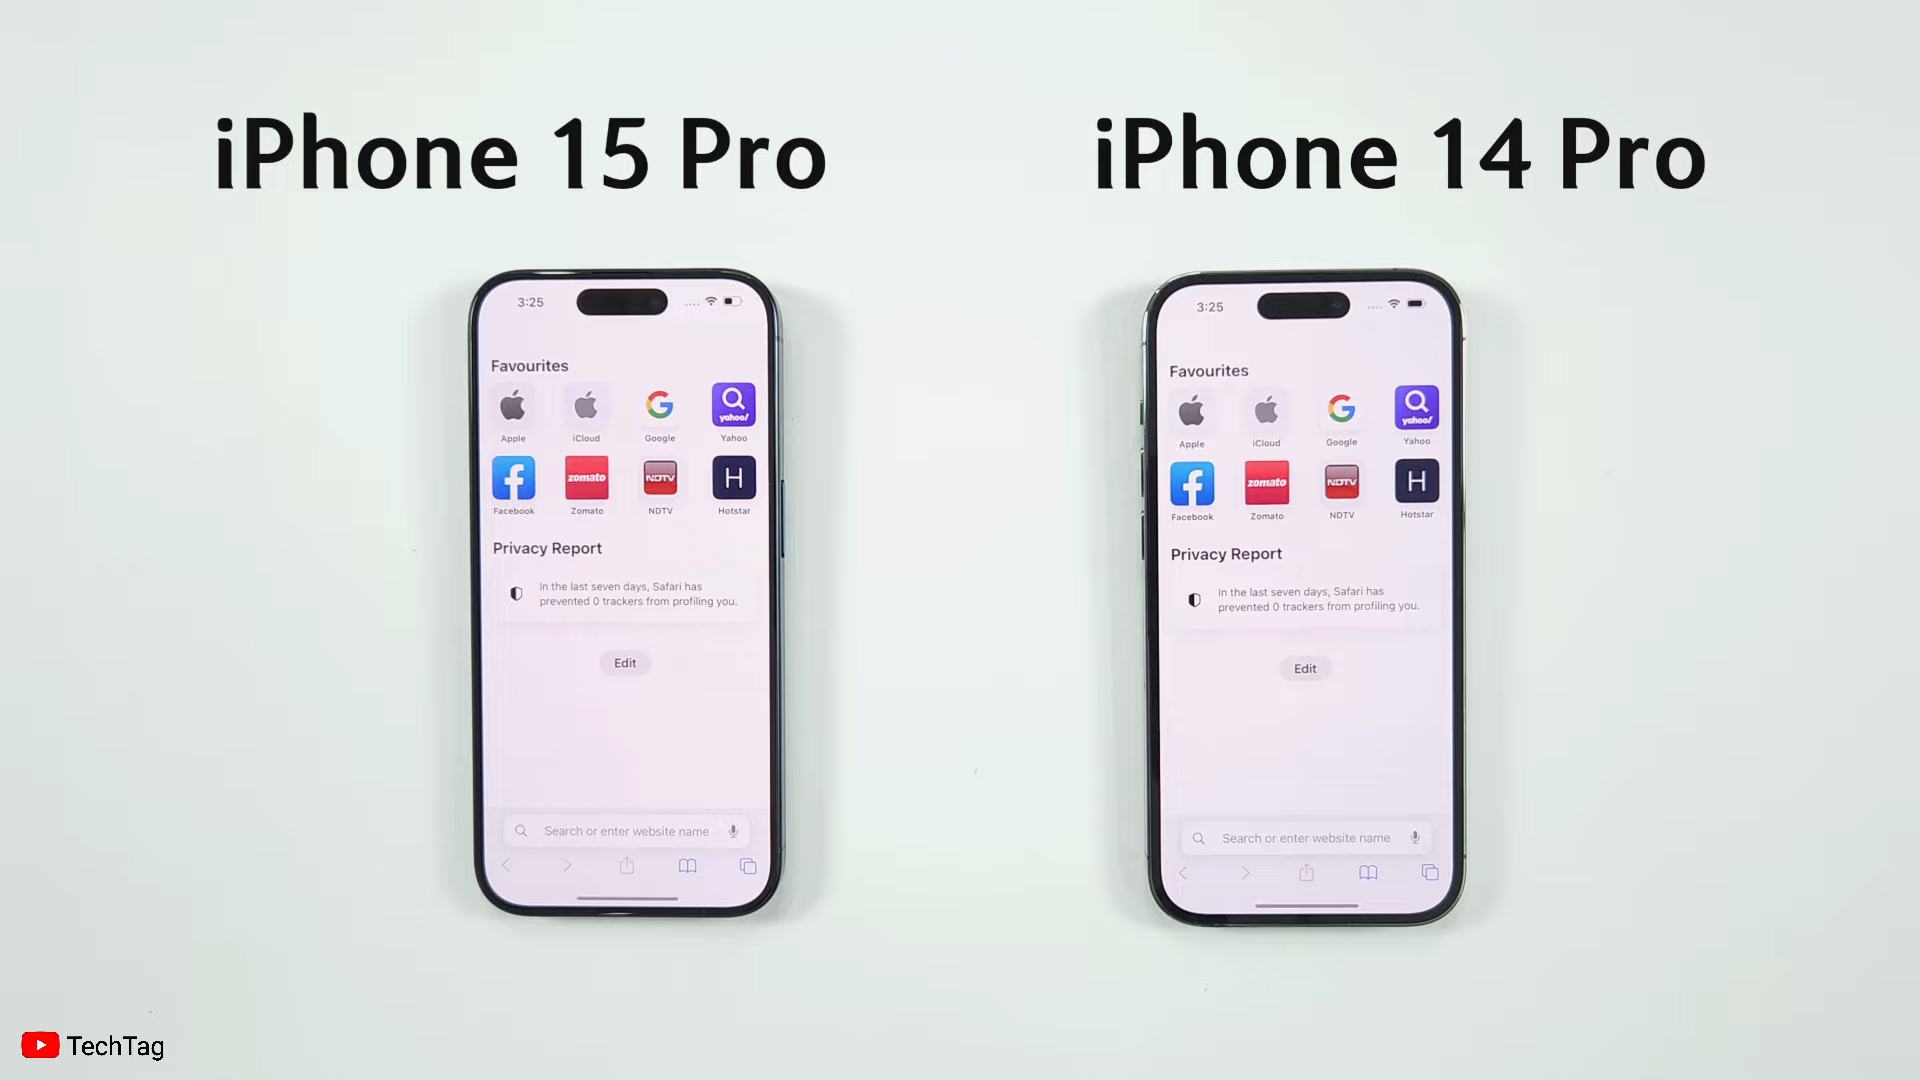 iPhone 15 Pro
iPhone 14 Pro
3:25
Favourites
yahoo!
Apple iCloud Google Yahoo
zomato NDTV H
Facebook Zomato NDTV Hotstar
Privacy Report
In the last seven days, Safari has
prevented 0 trackers from profiling you.
Edit
Search or enter website name
3:25
Favourites
yahoo!
Apple iCloud Google Yahoo
zomato NDTV H
Facebook Zomato NDTV Hotstar
Privacy Report
In the last seven days, Safari has
prevented 0 trackers from profiling you.
Edit
Search or enter website name
TechTag